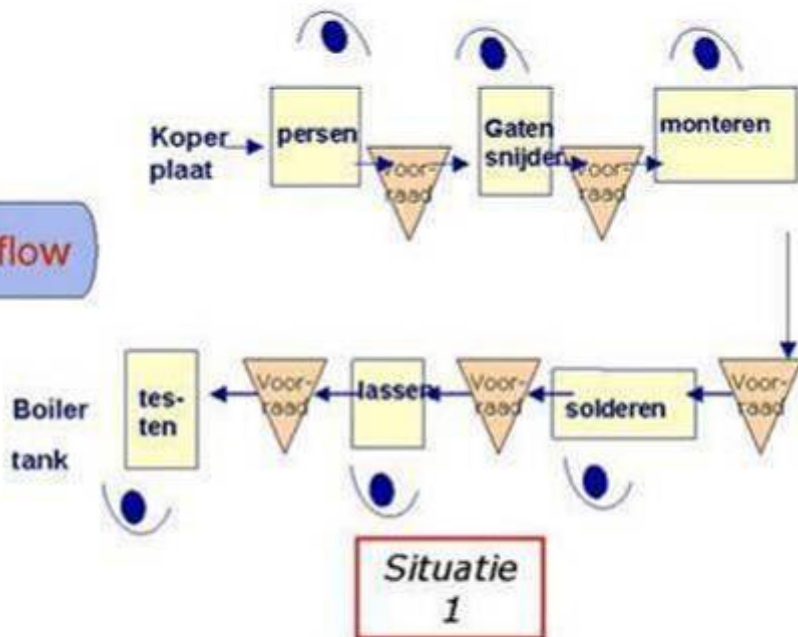 Koper
plaat
persen
Voor-
raad
Gaten
snijden
Voor-
raad
monteren
flow
Voor-
raad
solderen
Voor-
raad
lassen
Voor-
raad
tes-
ten
Boiler
tank
Situatie
1